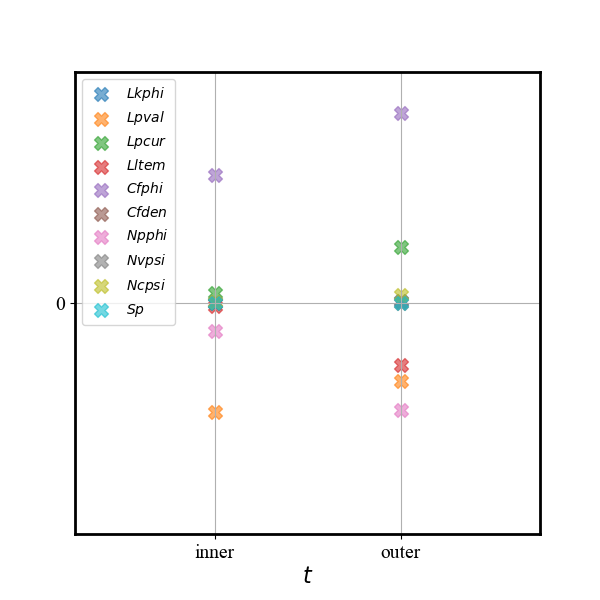 Lkphi
Lpval
Lpcur
Lltem
Cfphi
Cfden
Npphi
Nvpsi
Ncpsi
Sp
0
inner outer
t